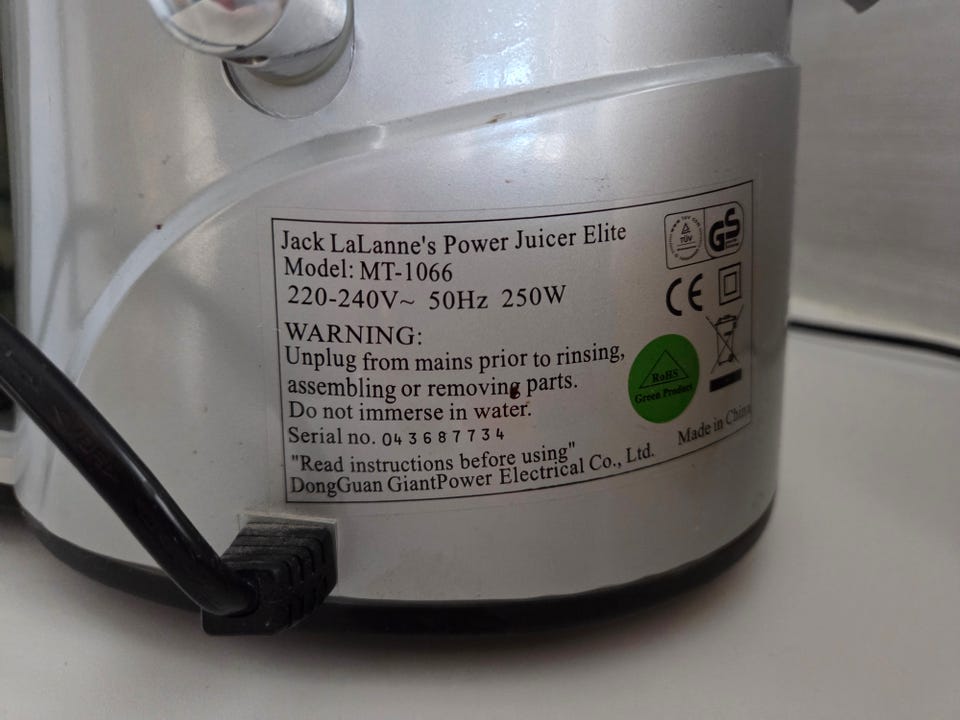 Jack LaLanne's Power Juicer Elite
Model: MT-1066
220-240V~ 50Hz 250W
WARNING:
Unplug from mains prior to rinsing,
assembling or removing parts.
Do not immerse in water.
Serial no. 043687734
"Read instructions before using"
DongGuan GiantPower Electrical Co., Ltd.
TÜV
GS
CE
RoHS
Green Product
Made in China